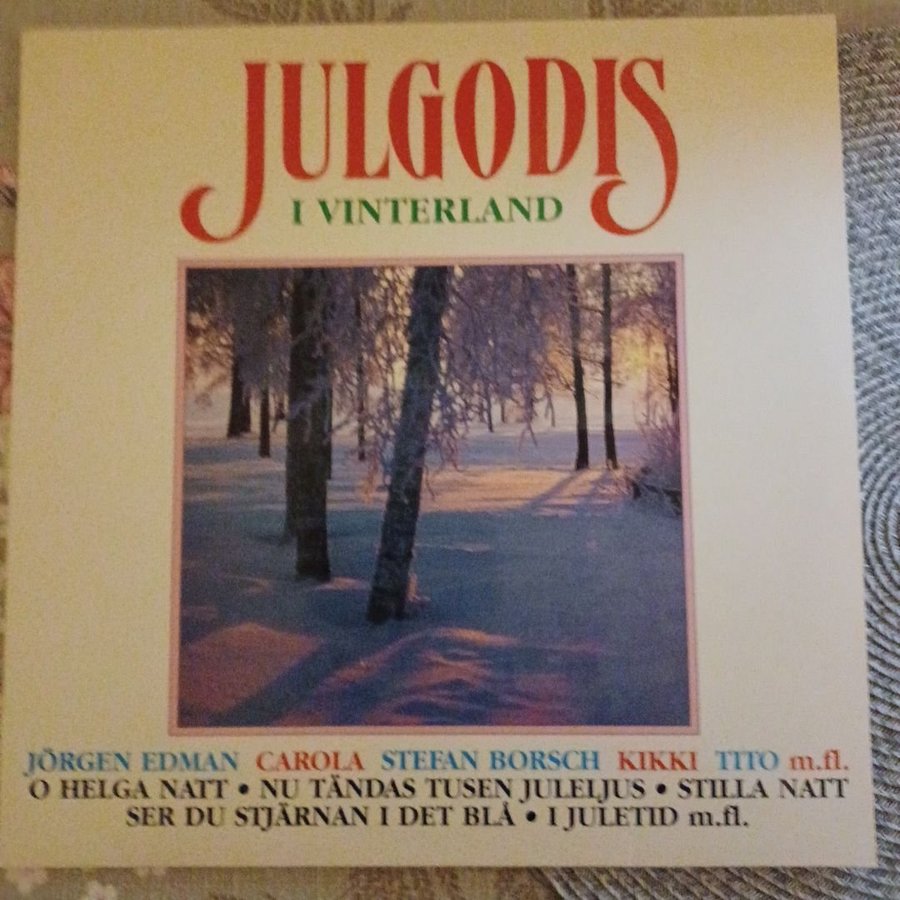 JULGODIS
I VINTERLAND
JÖRGEN EDMAN CAROLA STEFAN BORSCH KIKKI TITO m.fl.
O HELGA NATT • NU TÄNDAS TUSEN JULELJUS • STILLA NATT
SER DU STJÄRNAN I DET BLÅ • I JULETID m.fl.